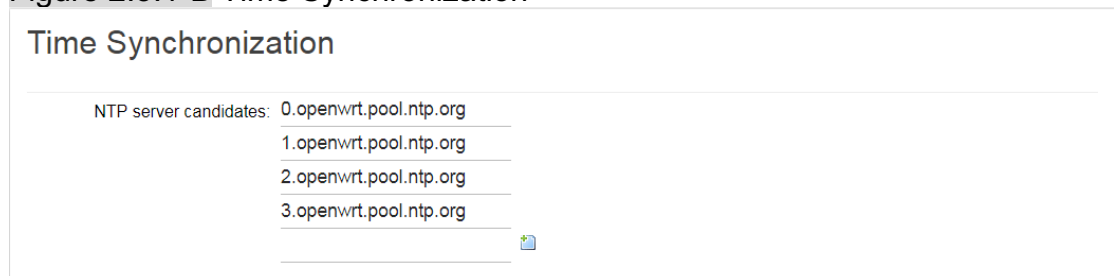 Time Synchronization
NTP server candidates: 0.openwrt.pool.ntp.org
1.openwrt.pool.ntp.org
2.openwrt.pool.ntp.org
3.openwrt.pool.ntp.org